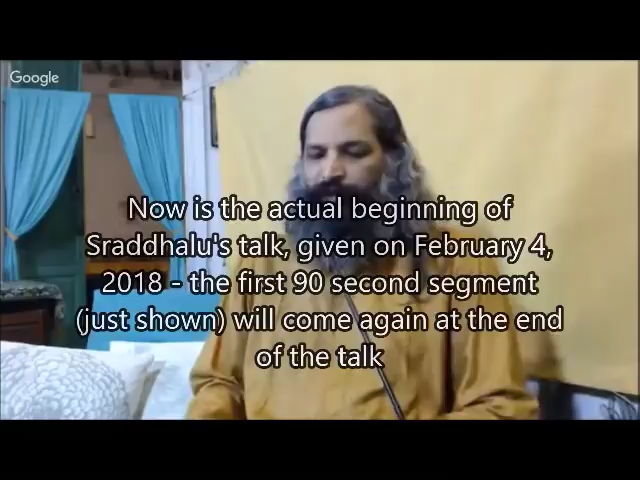 Google
Now is the actual beginning of
Sraddhalu's talk, given on February 4,
2018 - the first 90 second segment
(just shown) will come again at the end
of the talk